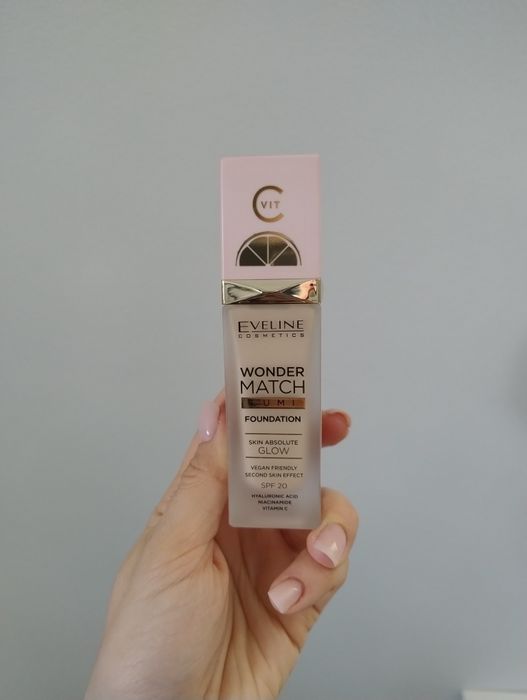 C
VIT
EVELINE
COSMETICS
WONDER
MATCH
LUMI
FOUNDATION
SKIN ABSOLUTE
GLOW
VEGAN FRIENDLY
SECOND SKIN EFFECT
SPF 20
HYALURONIC ACID
NIACINAMIDE
VITAMIN C